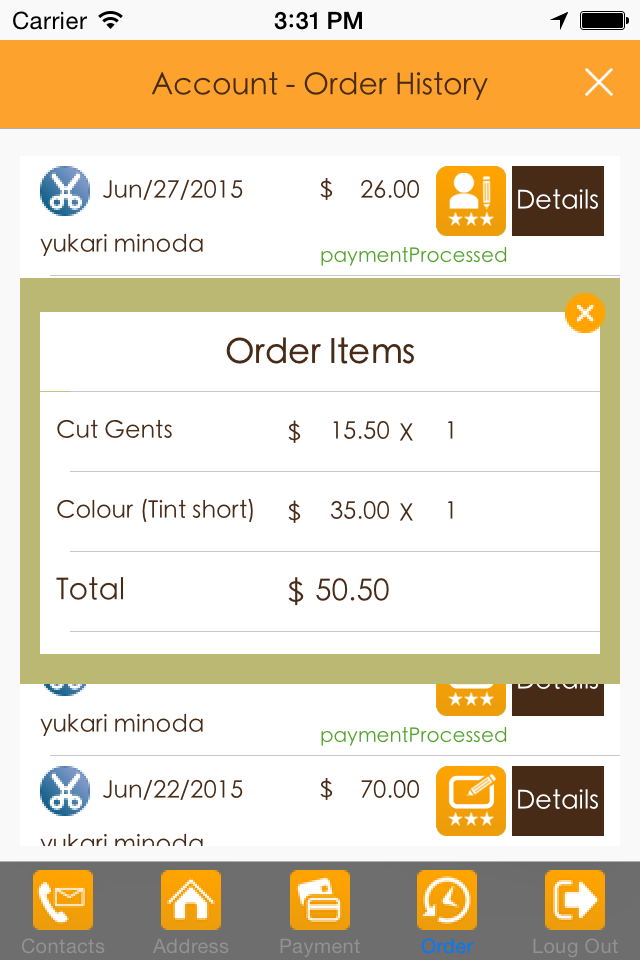 Carrier 3:31 PM
Account - Order History
Jun/27/2015 $ 26.00 Details
yukari minoda paymentProcessed
Order Items
Cut Gents $ 15.50 X 1
Colour (Tint short) $ 35.00 X 1
Total $ 50.50
Details
yukari minoda paymentProcessed
Jun/22/2015 $ 70.00 Details
yukari minoda
Contacts Address Payment Order Loug Out